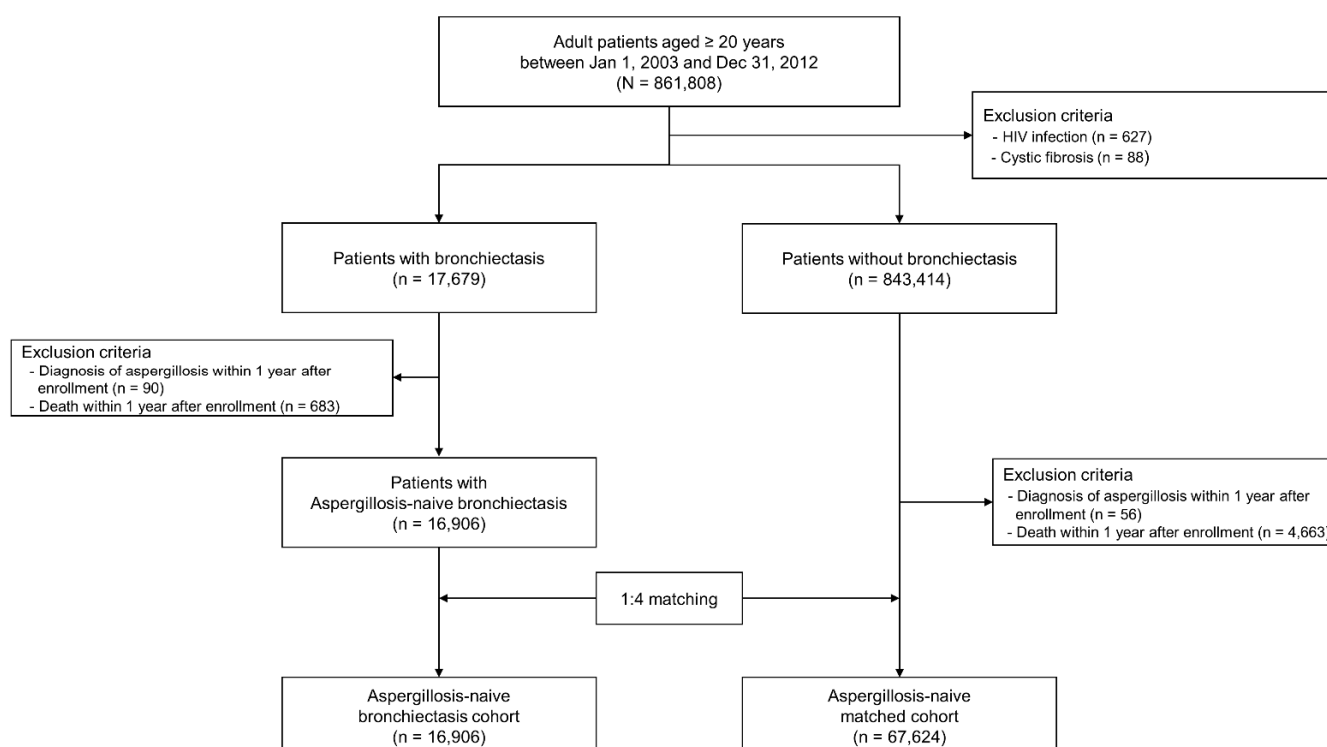 Adult patients aged ≥ 20 years
between Jan 1, 2003 and Dec 31, 2012
(N = 861,808)
Exclusion criteria
- HIV infection (n = 627)
- Cystic fibrosis (n = 88)
Patients with bronchiectasis
(n = 17,679)
Patients without bronchiectasis
(n = 843,414)
Exclusion criteria
- Diagnosis of aspergillosis within 1 year after
enrollment (n = 90)
- Death within 1 year after enrollment (n = 683)
Patients with
Aspergillosis-naive bronchiectasis
(n = 16,906)
Exclusion criteria
- Diagnosis of aspergillosis within 1 year after
enrollment (n = 56)
- Death within 1 year after enrollment (n = 4,663)
1:4 matching
Aspergillosis-naive
bronchiectasis cohort
(n = 16,906)
Aspergillosis-naive
matched cohort
(n = 67,624)